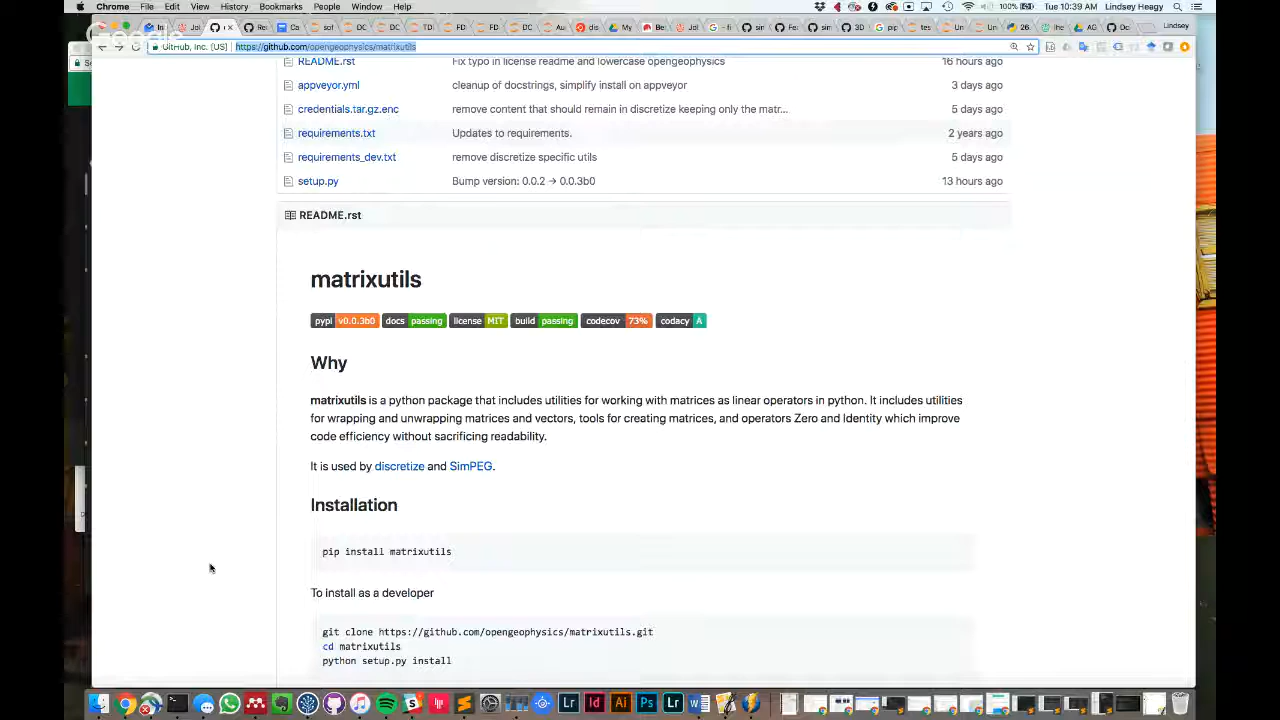 Chrome File Edit View History Bookmarks People Window Help 100% Tue 10:39 AM Lindsey Heagy
Lindsey
GitHub, Inc. [US] https://github.com/opengeophysics/matrixutils
README.rst Fix typo in license readme and lowercase opengeophysics 16 hours ago
appveyor.yml cleanup of docstrings, simplify install on appveyor 3 days ago
credentials.tar.gz.enc remove content that should remain in discretize keeping only the matr... 5 days ago
requirements.txt Updates to requirements. 2 years ago
requirements_dev.txt remove discretize specific utils 5 days ago
setup.py Bump version: 0.0.2 → 0.0.3b0 13 hours ago
README.rst
matrixutils
pypi v0.0.3b0 docs passing license MIT build passing codecov 73% codacy A
Why
matrixutils is a python package that includes utilities for working with matrices as linear operators in python. It includes utilities
for wrapping and unwrapping matrices and vectors, tools for creating matrices, and operators Zero and Identity which improve
code efficiency without sacrificing readability.
It is used by discretize and SimPEG.
Installation
pip install matrixutils
To install as a developer
git clone https://github.com/opengeophysics/matrixutils.git
cd matrixutils
python setup.py install
Lr Id Ai Ps Lr W